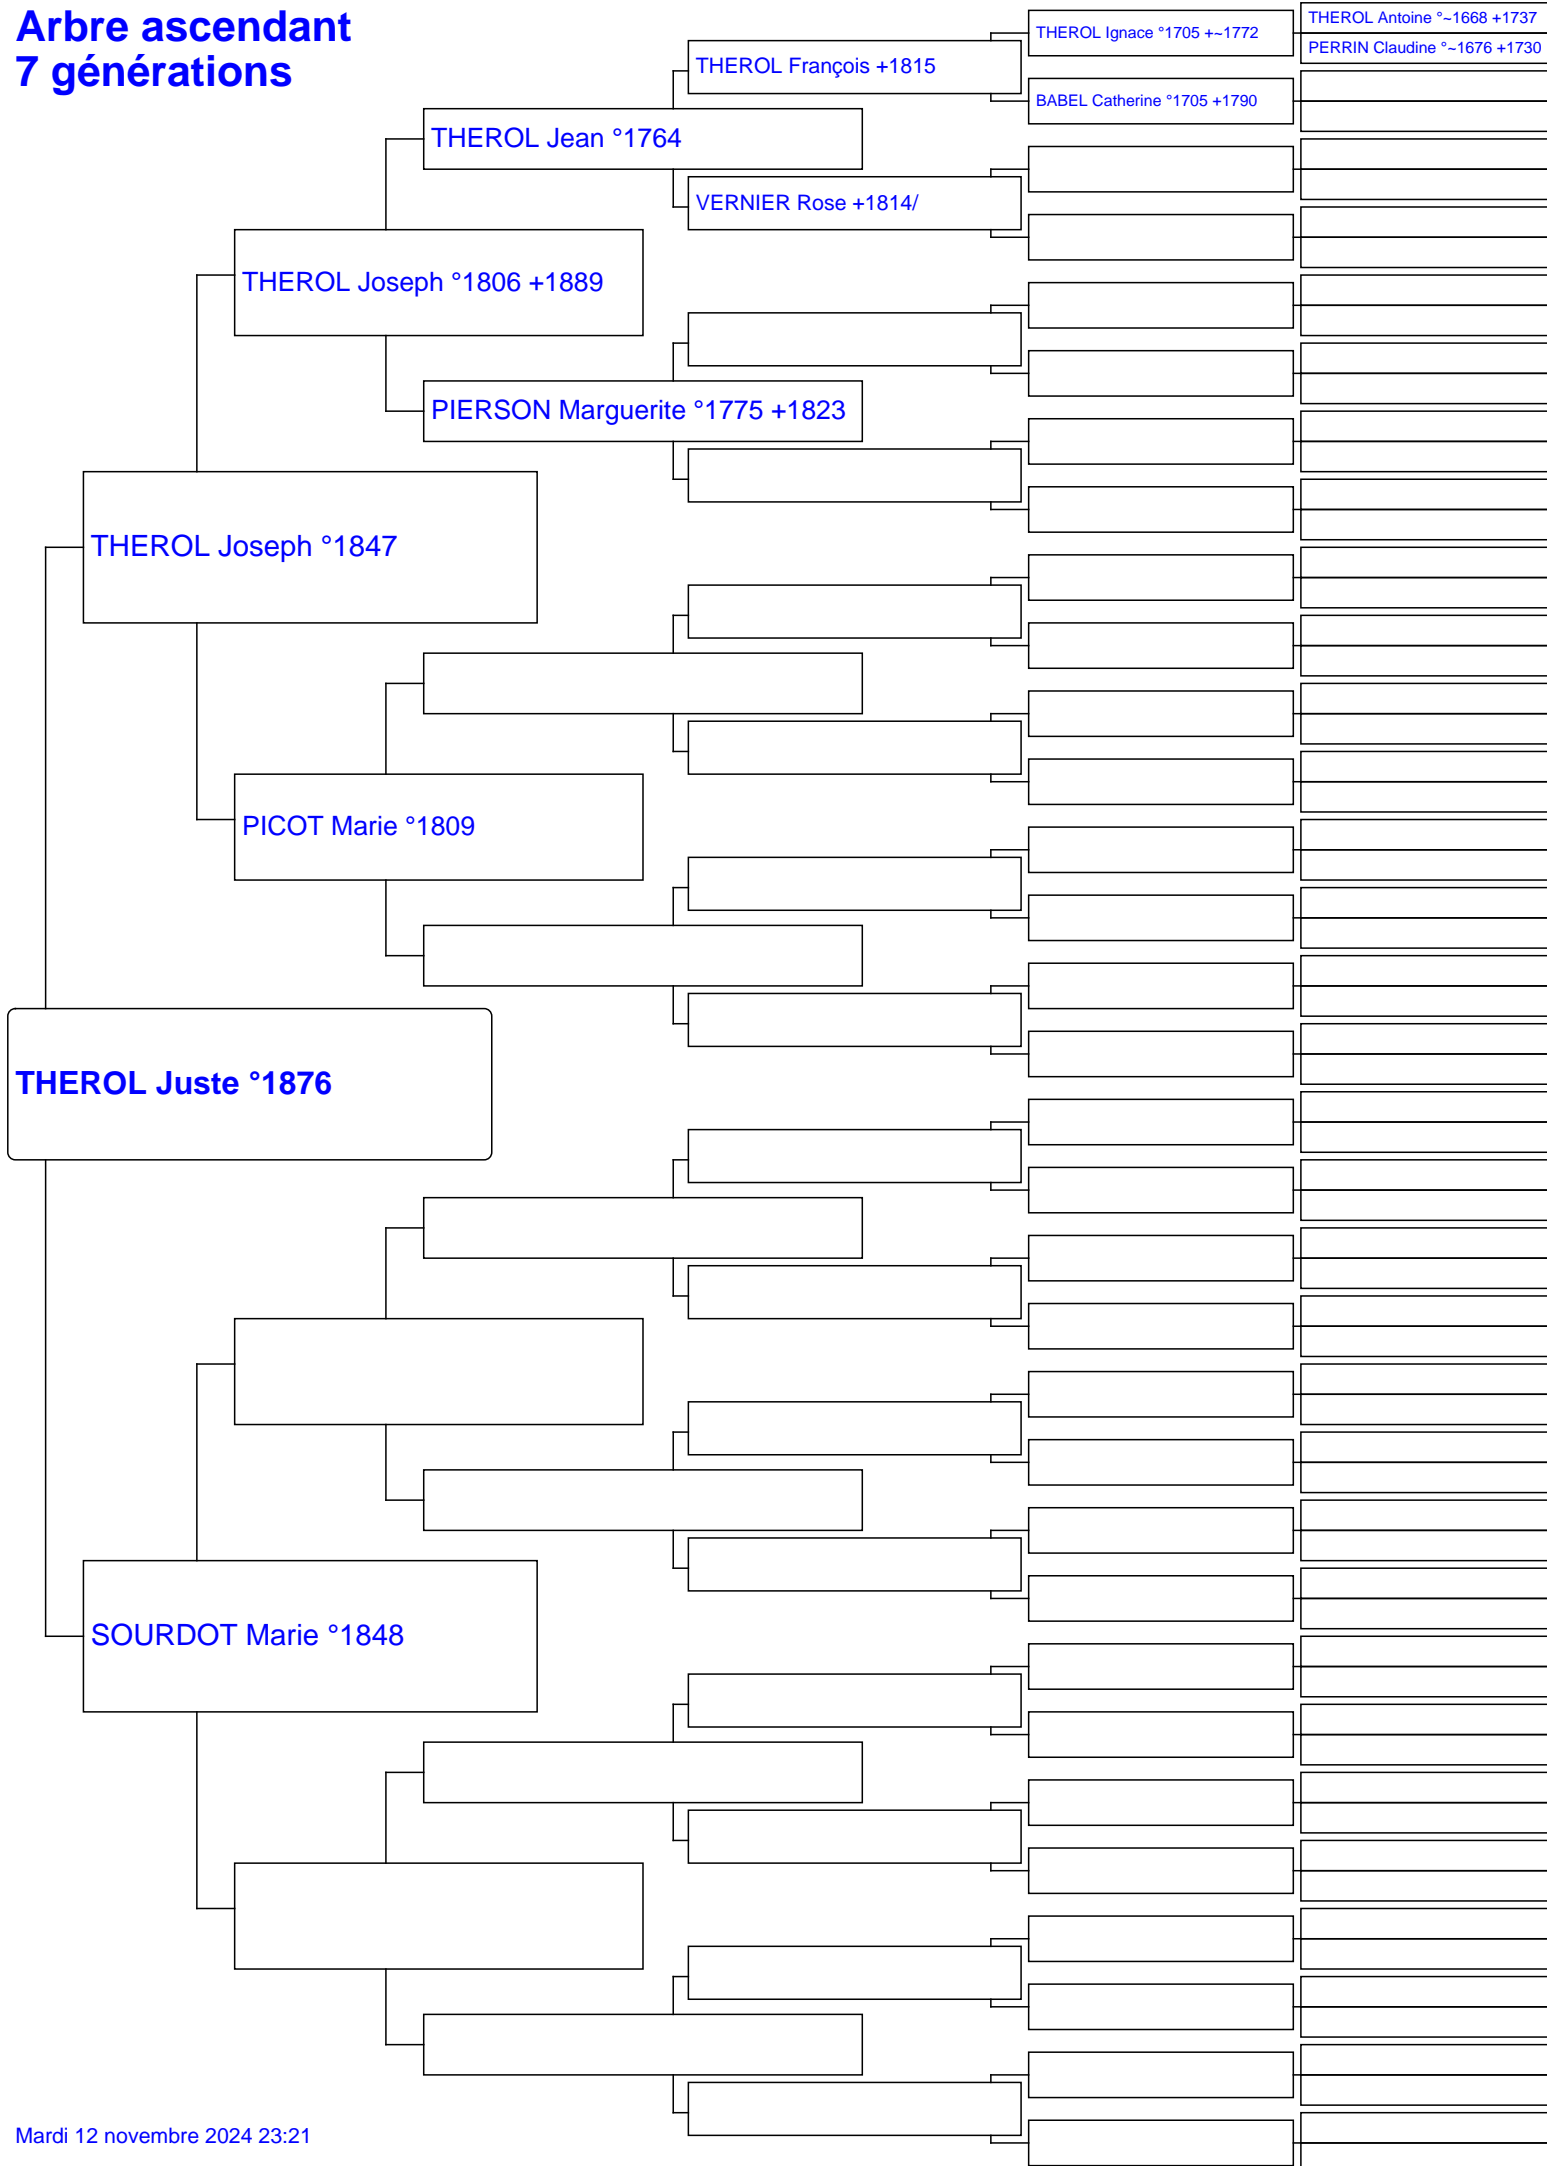 Arbre ascendant
7 générations
THEROL Antoine °~1668 +1737
THEROL Ignace °1705 +~1772
PERRIN Claudine °~1676 +1730
THEROL François +1815
BABEL Catherine °1705 +1790
THEROL Jean °1764
VERNIER Rose +1814/
THEROL Joseph °1806 +1889
PIERSON Marguerite °1775 +1823
THEROL Joseph °1847
PICOT Marie °1809
THEROL Juste °1876
SOURDOT Marie °1848
Mardi 12 novembre 2024 23:21